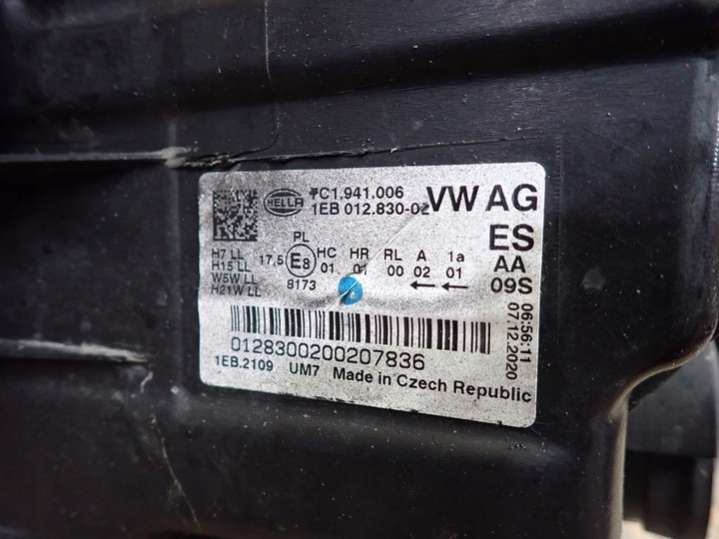 HELLA
7C1.941.006
1EB 012.830-02
VW AG
ES
AA
09S
H7 LL
H15 LL
W5W LL
H21W LL
17,5
PL
E8
8173
HC HR RL A 1a
01 01 00 02 01
← ←
06:56:11
07.12.2020
0128300200207836
1EB.2109 UM7 Made in Czech Republic